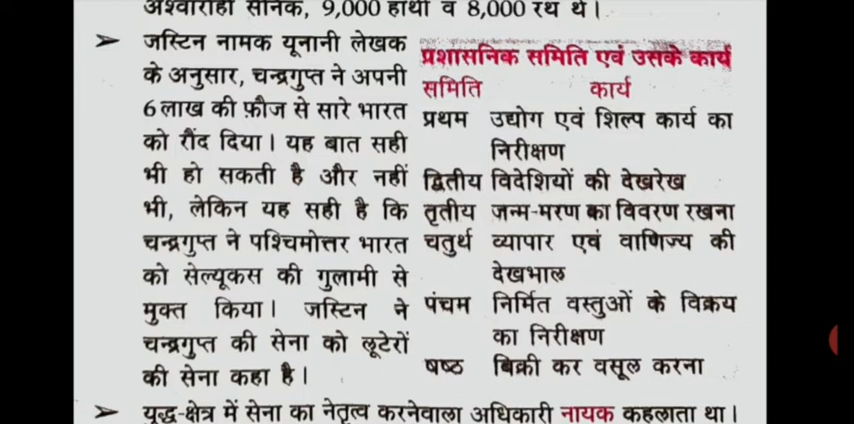 अश्वारोही सैनिक, 9,000 हाथी व 8,000 रथ थे।
➢ जस्टिन नामक यूनानी लेखक
के अनुसार, चन्द्रगुप्त ने अपनी
6 लाख की फ़ौज से सारे भारत
को रौंद दिया। यह बात सही
भी हो सकती है और नहीं
भी, लेकिन यह सही है कि
चन्द्रगुप्त ने पश्चिमोत्तर भारत
को सेल्यूकस की गुलामी से
मुक्त किया। जस्टिन ने
चन्द्रगुप्त की सेना को लूटेरों
की सेना कहा है।
प्रशासनिक समिति एवं उसके कार्य
समिति कार्य
प्रथम उद्योग एवं शिल्प कार्य का
निरीक्षण
द्वितीय विदेशियों की देखरेख
तृतीय जन्म-मरण का विवरण रखना
चतुर्थ व्यापार एवं वाणिज्य की
देखभाल
पंचम निर्मित वस्तुओं के विक्रय
का निरीक्षण
षष्ठ बिक्री कर वसूल करना
➢ युद्ध-क्षेत्र में सेना का नेतृत्व करनेवाला अधिकारी नायक कहलाता था।